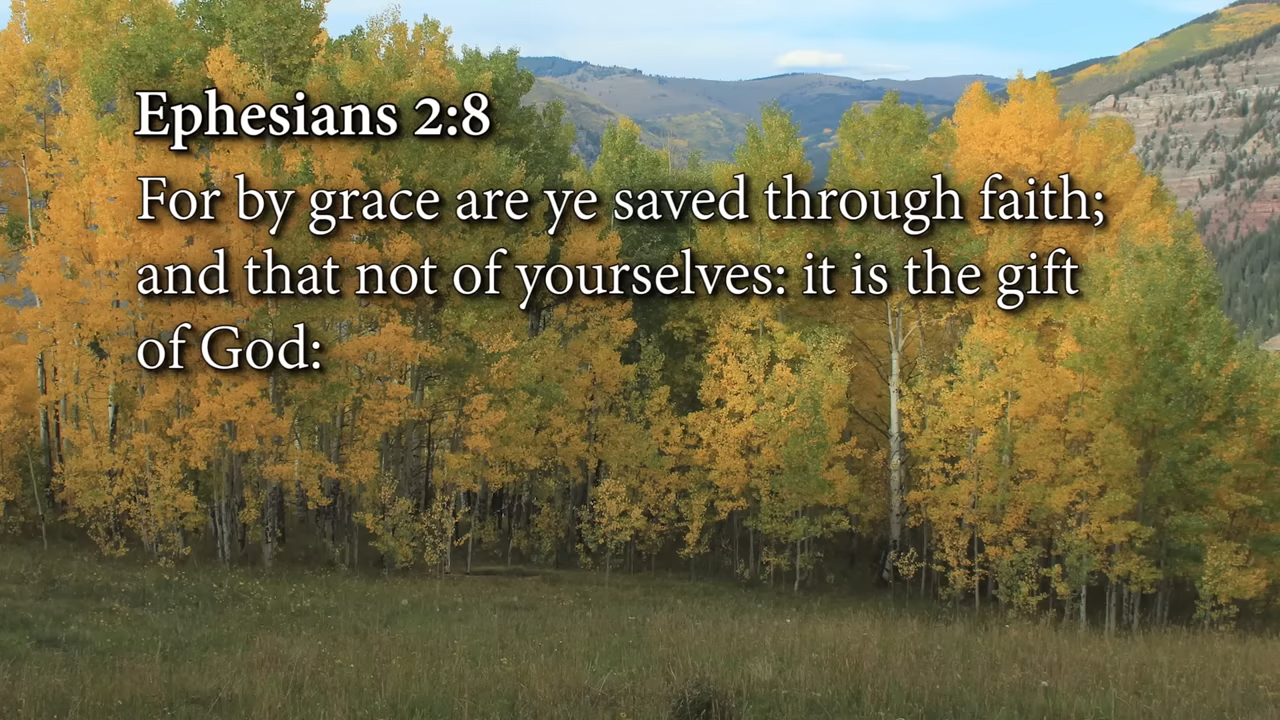 Ephesians 2:8
For by grace are ye saved through faith;
and that not of yourselves: it is the gift
of God: